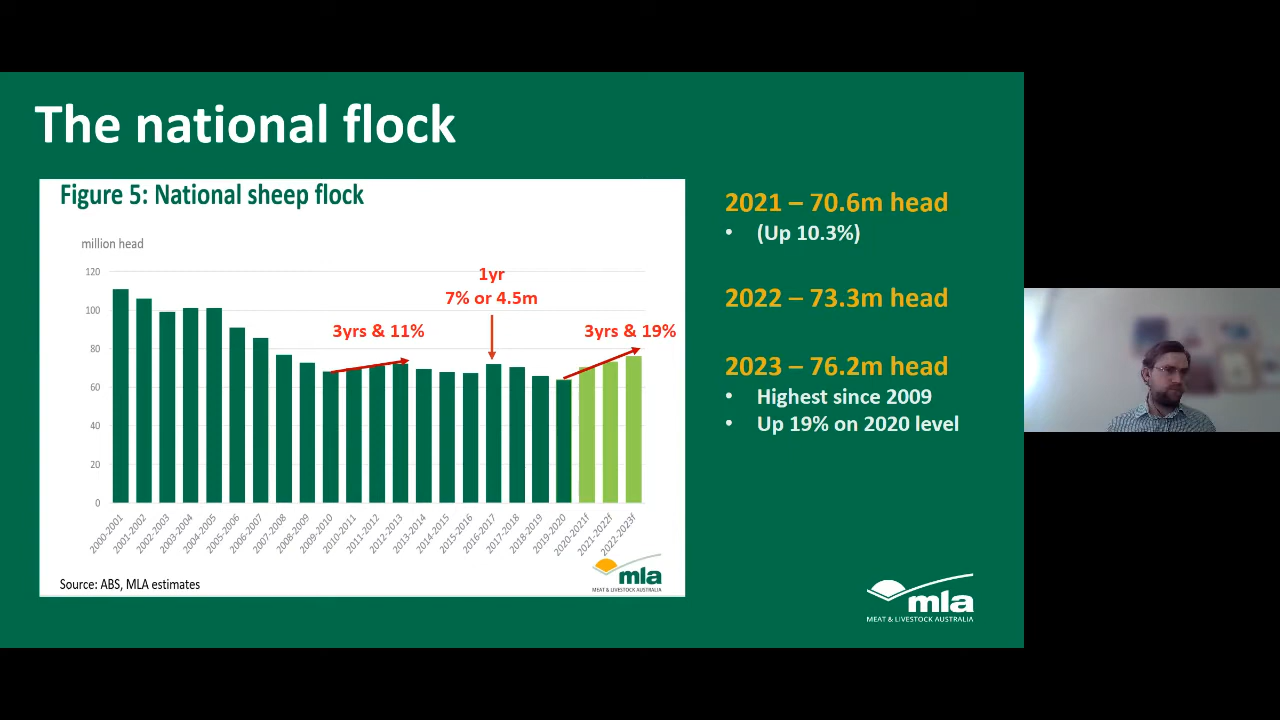 The national flock
Figure 5: National sheep flock
million head
120
100
80
60
40
20
0
1yr
7% or 4.5m
3yrs & 11%
3yrs & 19%
2000-2001
2001-2002
2002-2003
2003-2004
2004-2005
2005-2006
2006-2007
2007-2008
2008-2009
2009-2010
2010-2011
2011-2012
2012-2013
2013-2014
2014-2015
2015-2016
2016-2017
2017-2018
2018-2019
2019-2020
2020-2021f
2021-2022f
2022-2023f
Source: ABS, MLA estimates
mla
MEAT & LIVESTOCK AUSTRALIA
2021 – 70.6m head
• (Up 10.3%)
2022 – 73.3m head
2023 – 76.2m head
• Highest since 2009
• Up 19% on 2020 level
mla
MEAT & LIVESTOCK AUSTRALIA